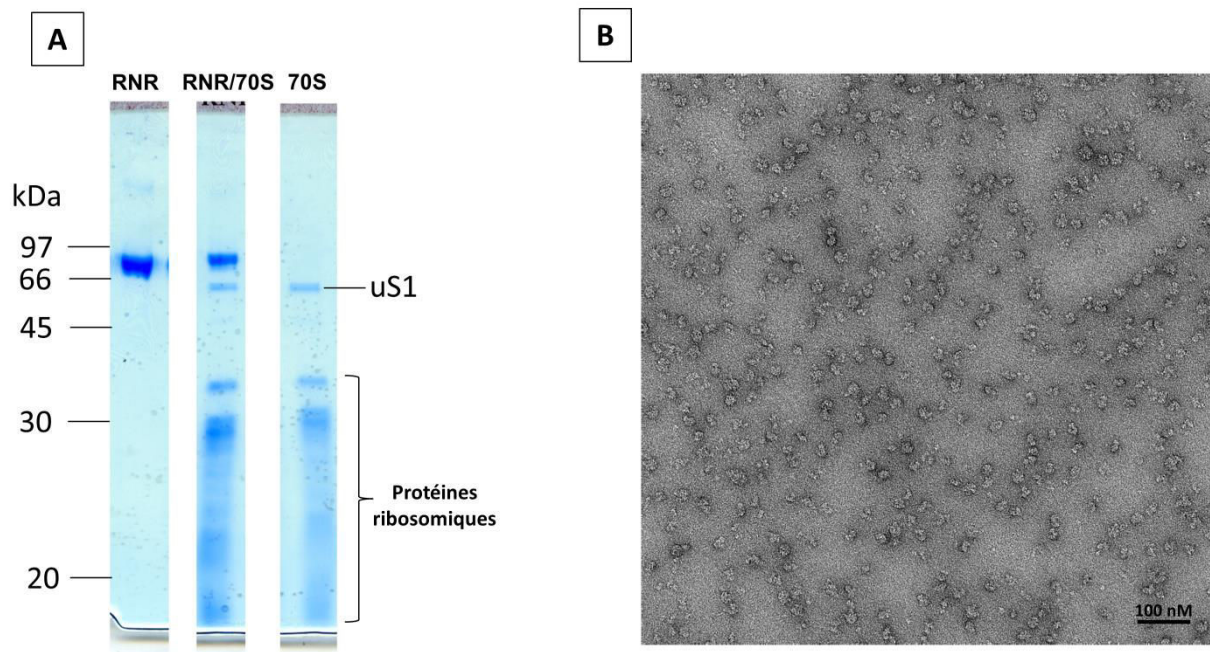 A
RNR RNR/70S 70S
kDa
97
66
uS1
45
30
Protéines
ribosomiques
20
B
100 nM